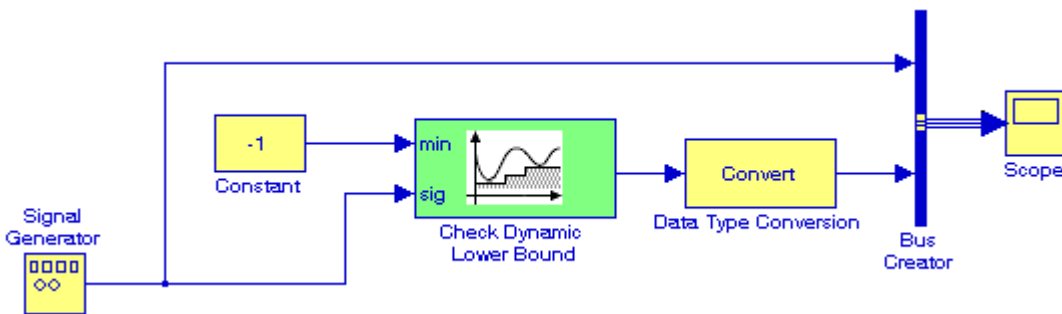 -1
Constant
min
sig
Check Dynamic
Lower Bound
Convert
Data Type Conversion
Scope
Signal
Generator
Bus
Creator